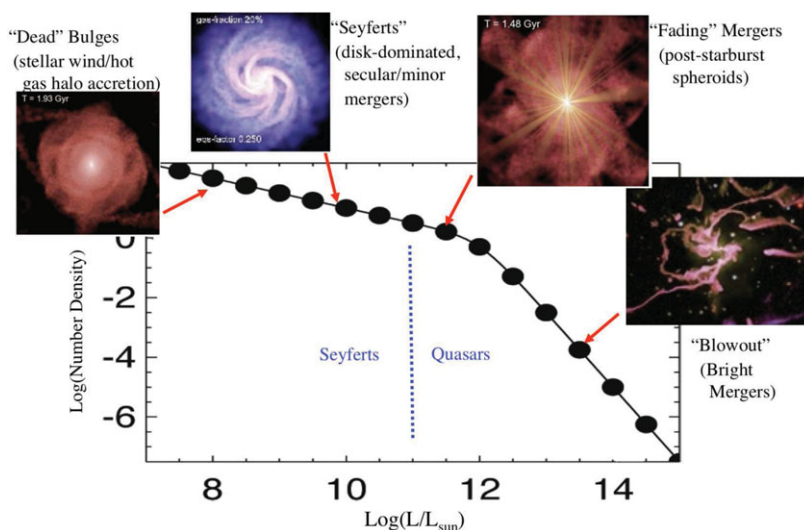 “Dead” Bulges
(stellar wind/hot
gas halo accretion)
T = 1.93 Gyr
gas-fraction 20%
eqs-factor 0.250
“Seyferts”
(disk-dominated,
secular/minor
mergers)
T = 1.48 Gyr
“Fading” Mergers
(post-starburst
spheroids)
“Blowout”
(Bright
Mergers)
Log(Number Density)
0
-2
-4
-6
Seyferts
Quasars
8
10
12
14
Log(L/L_sun)